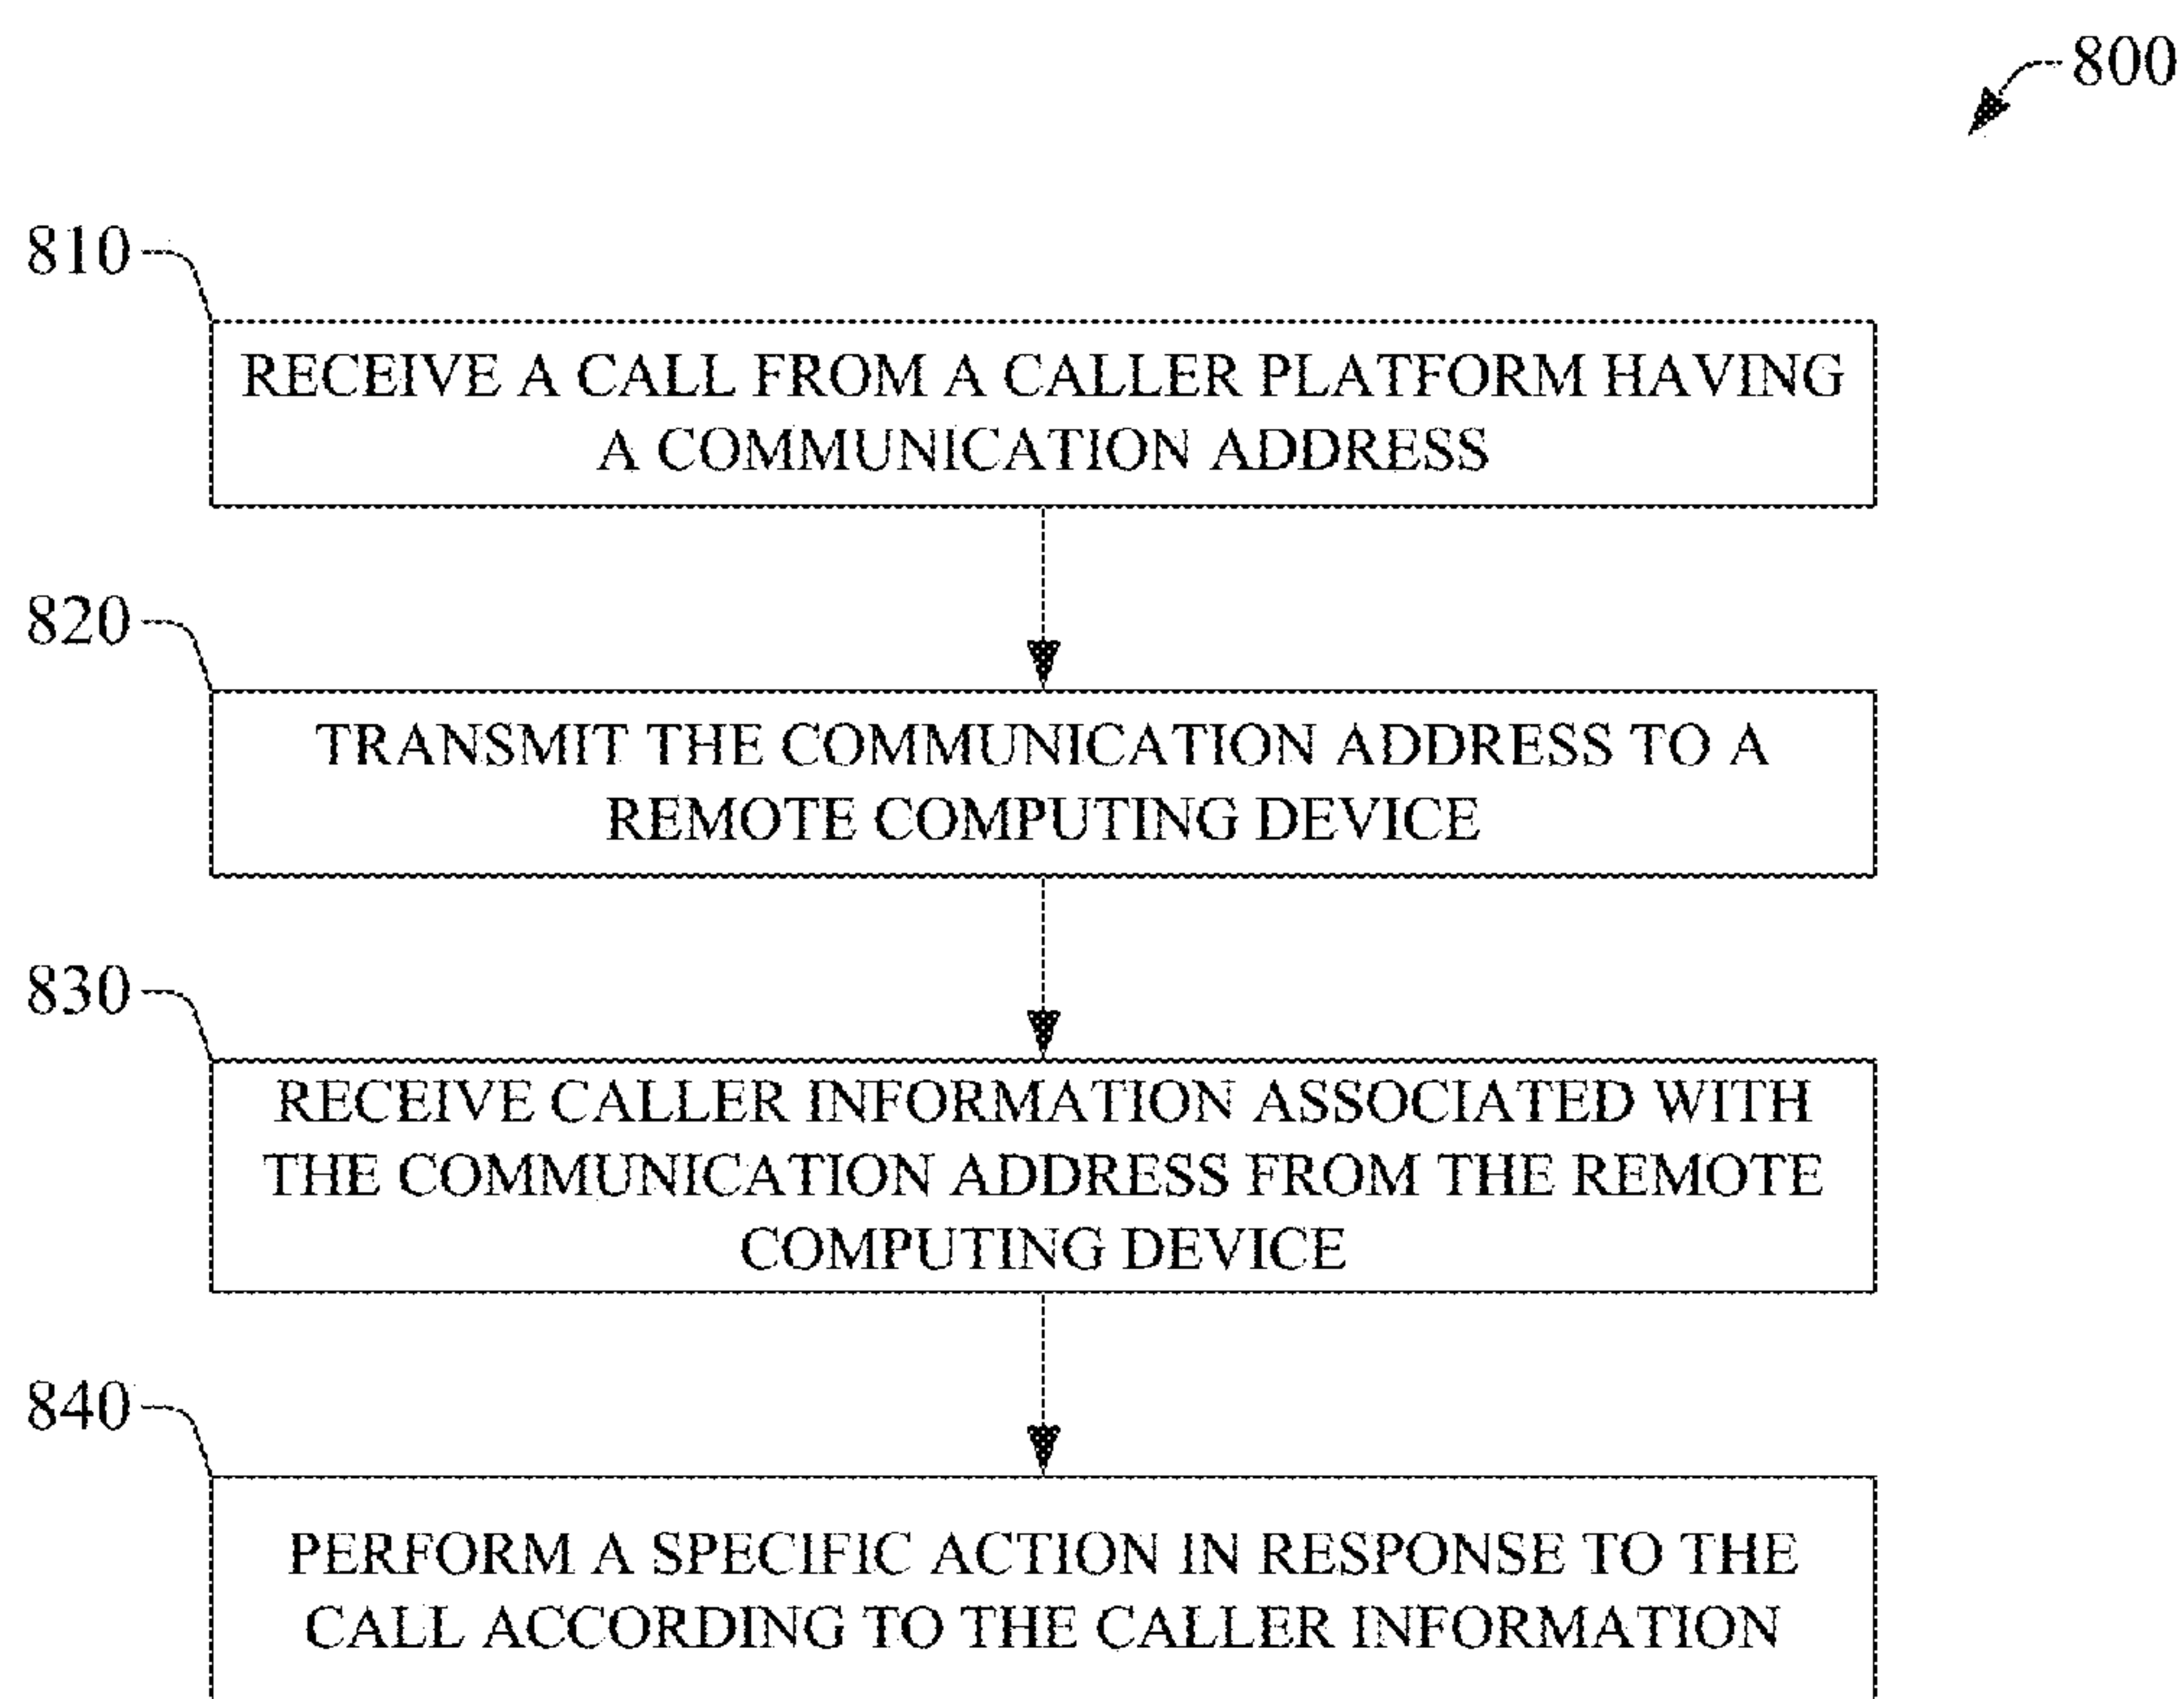 800
810
RECEIVE A CALL FROM A CALLER PLATFORM HAVING
A COMMUNICATION ADDRESS
820
TRANSMIT THE COMMUNICATION ADDRESS TO A
REMOTE COMPUTING DEVICE
830
RECEIVE CALLER INFORMATION ASSOCIATED WITH
THE COMMUNICATION ADDRESS FROM THE REMOTE
COMPUTING DEVICE
840
PERFORM A SPECIFIC ACTION IN RESPONSE TO THE
CALL ACCORDING TO THE CALLER INFORMATION